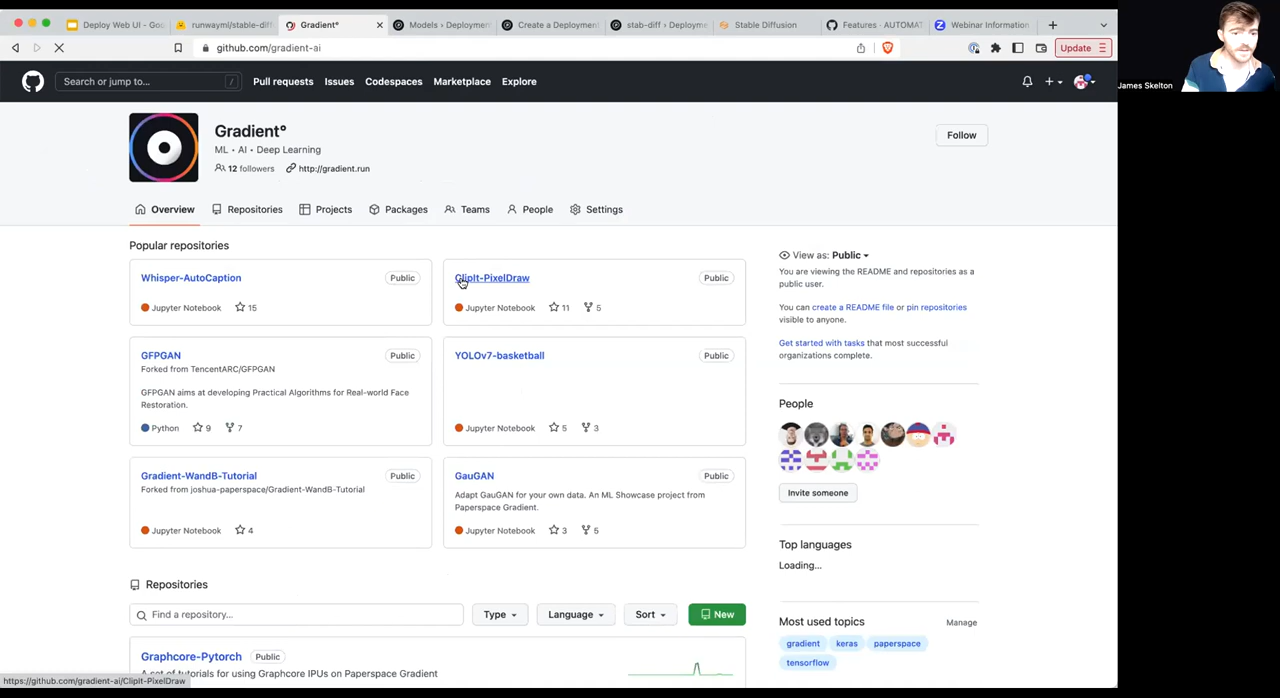 Deploy Web UI - Goo
runwayml/stable-diff
Gradient°
Models › Deploymen
Create a Deployment
stab-diff › Deployme
Stable Diffusion
Features · AUTOMAT
Webinar Information
github.com/gradient-ai
Update
James Skelton
Search or jump to...
/
Pull requests
Issues
Codespaces
Marketplace
Explore
Gradient°
ML • AI • Deep Learning
12 followers
http://gradient.run
Follow
Overview
Repositories
Projects
Packages
Teams
People
Settings
Popular repositories
Whisper-AutoCaption
Public
Jupyter Notebook
15
ClipIt-PixelDraw
Public
Jupyter Notebook
11
5
GFPGAN
Public
Forked from TencentARC/GFPGAN
GFPGAN aims at developing Practical Algorithms for Real-world Face
Restoration.
Python
9
7
YOLOv7-basketball
Public
Jupyter Notebook
5
3
Gradient-WandB-Tutorial
Public
Forked from joshua-paperspace/Gradient-WandB-Tutorial
Jupyter Notebook
4
GauGAN
Public
Adapt GauGAN for your own data. An ML Showcase project from
Paperspace Gradient.
Jupyter Notebook
3
5
Repositories
Find a repository...
Type
Language
Sort
New
Graphcore-Pytorch
Public
A set of tutorials for using Graphcore IPUs on Paperspace Gradient
View as: Public
You are viewing the README and repositories as a
public user.
You can create a README file or pin repositories
visible to anyone.
Get started with tasks that most successful
organizations complete.
People
Invite someone
Top languages
Loading...
Most used topics
Manage
gradient
keras
paperspace
tensorflow
https://github.com/gradient-ai/ClipIt-PixelDraw